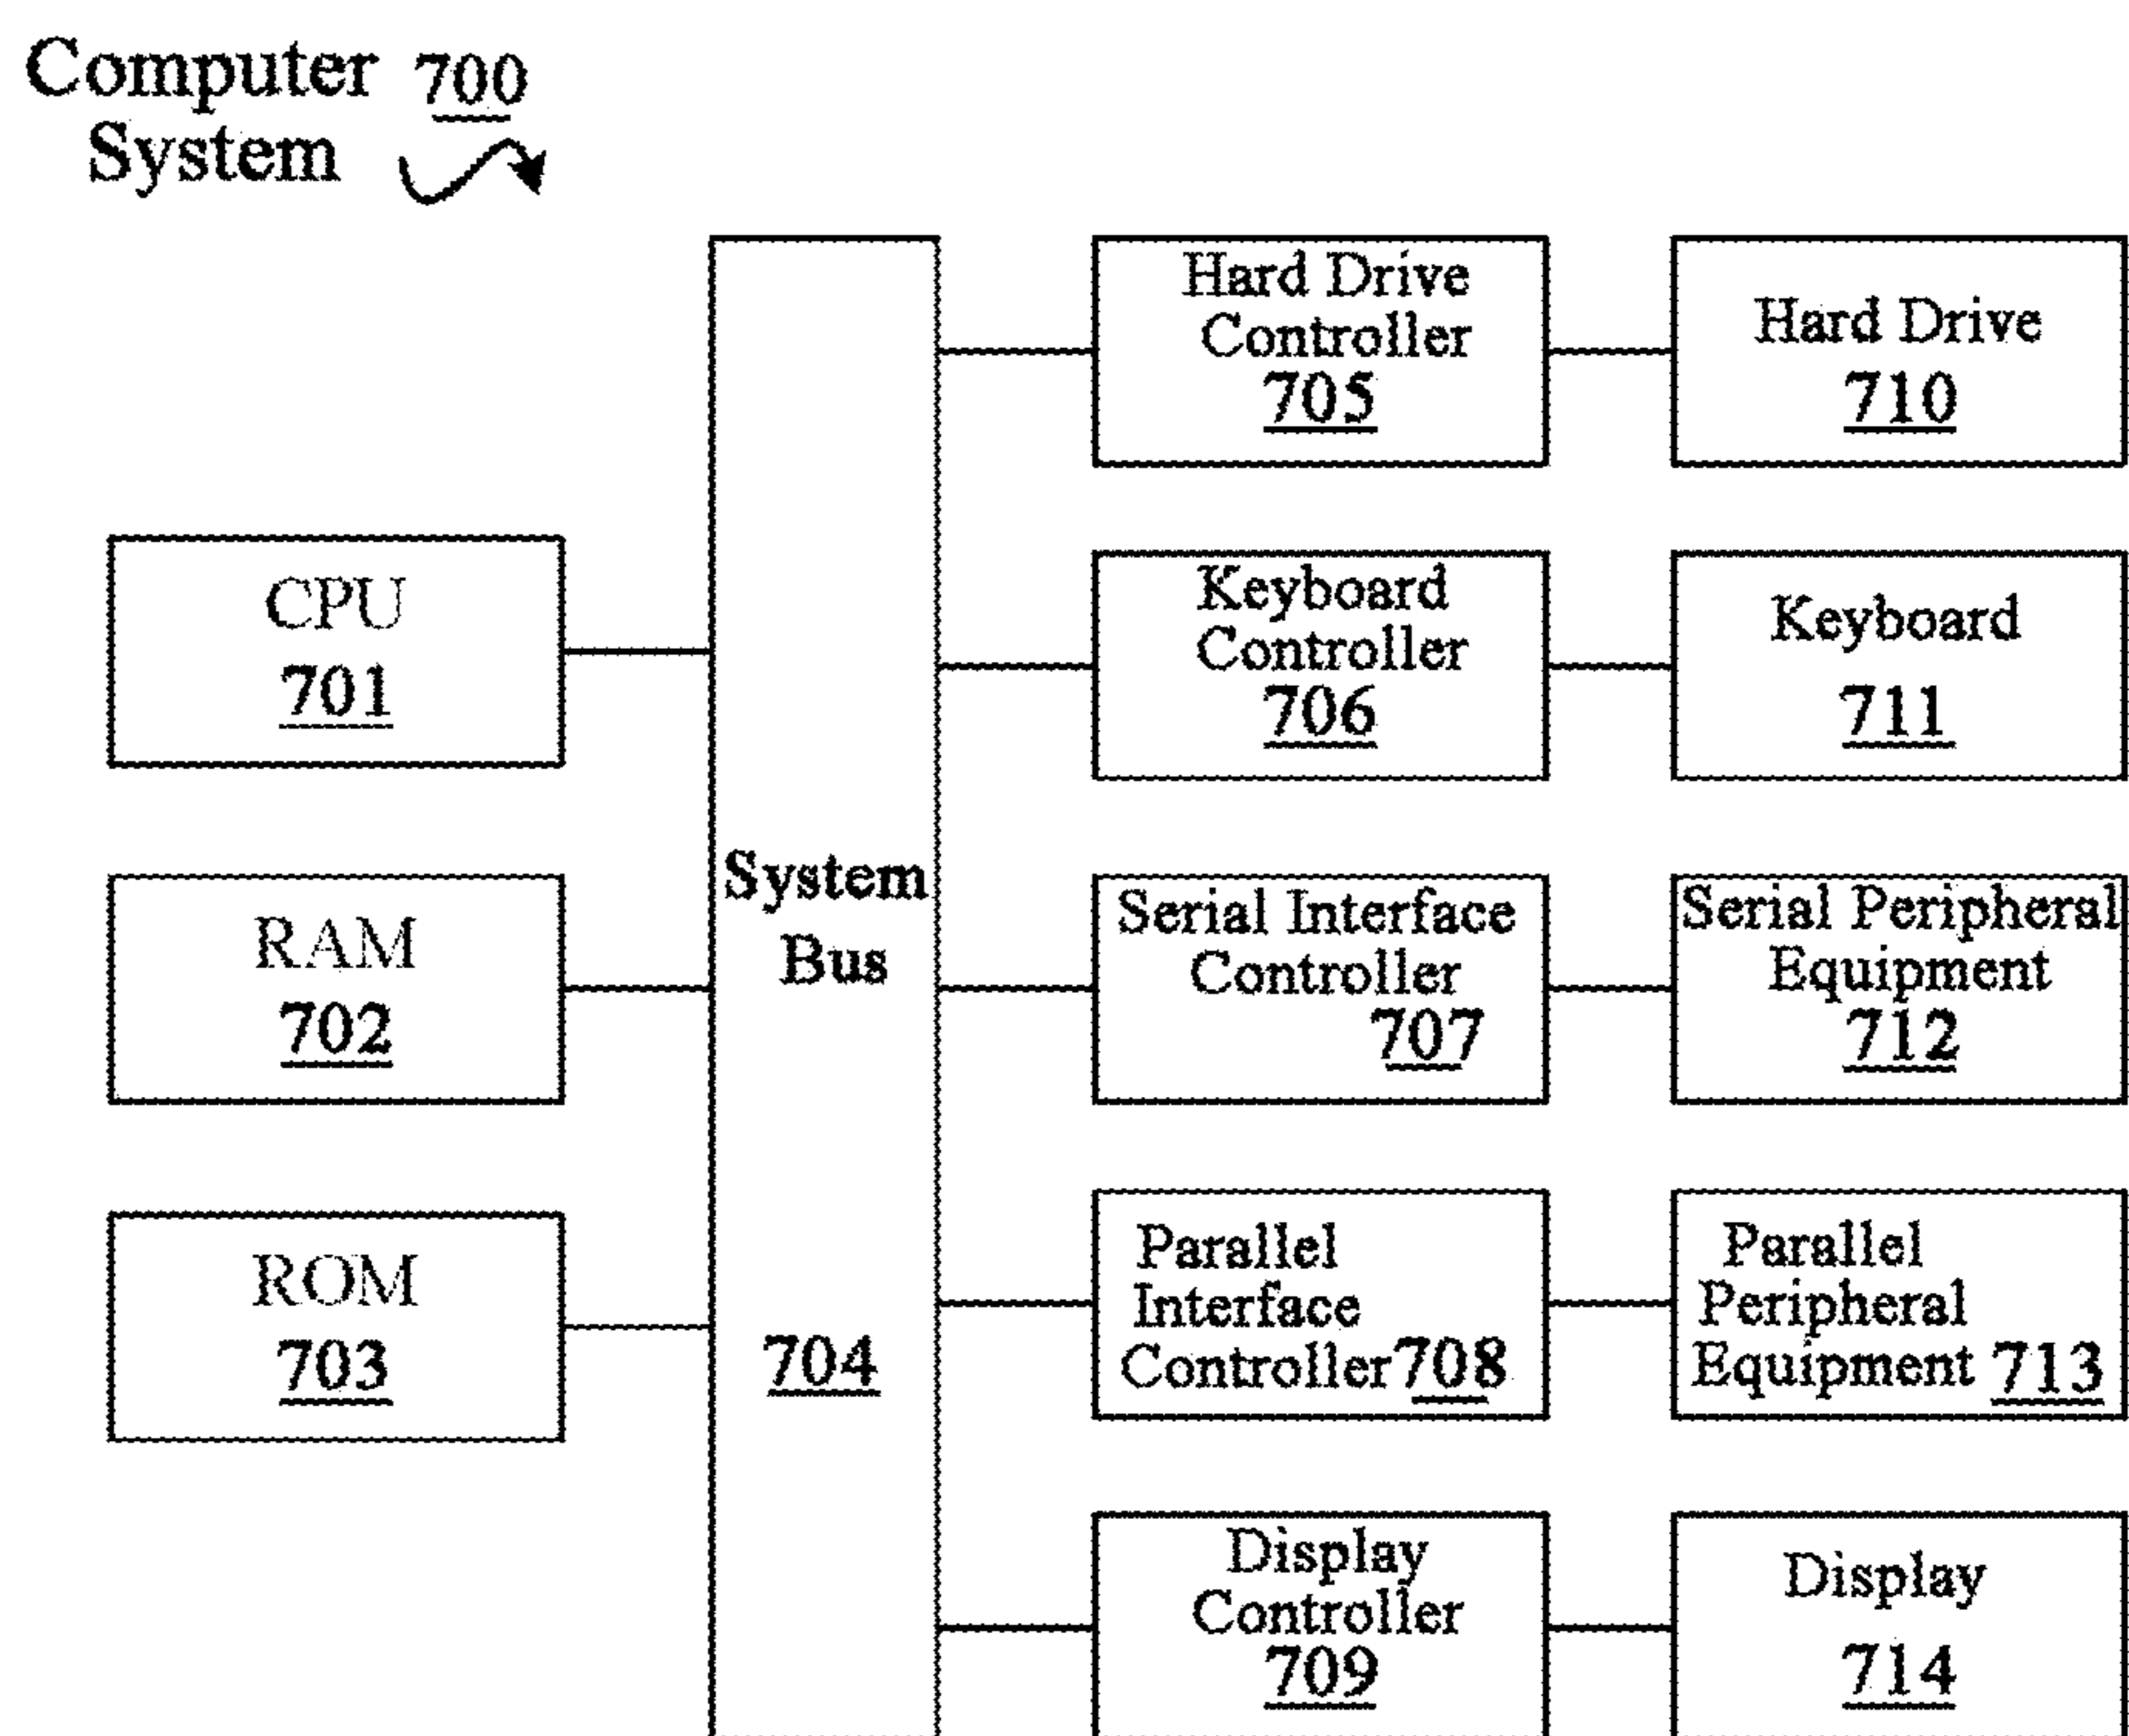 Computer 700
System
Hard Drive
Controller
705
Hard Drive
710
CPU
701
Keyboard
Controller
706
Keyboard
711
System
Bus
704
RAM
702
Serial Interface
Controller
707
Serial Peripheral
Equipment
712
ROM
703
Parallel
Interface
Controller 708
Parallel
Peripheral
Equipment 713
Display
Controller
709
Display
714